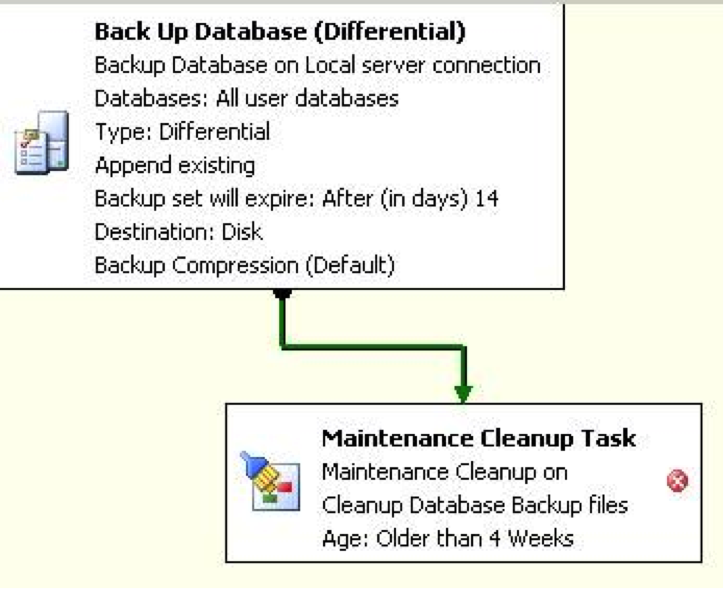 Back Up Database (Differential)
Backup Database on Local server connection
Databases: All user databases
Type: Differential
Append existing
Backup set will expire: After (in days) 14
Destination: Disk
Backup Compression (Default)
Maintenance Cleanup Task
Maintenance Cleanup on
Cleanup Database Backup files
Age: Older than 4 Weeks